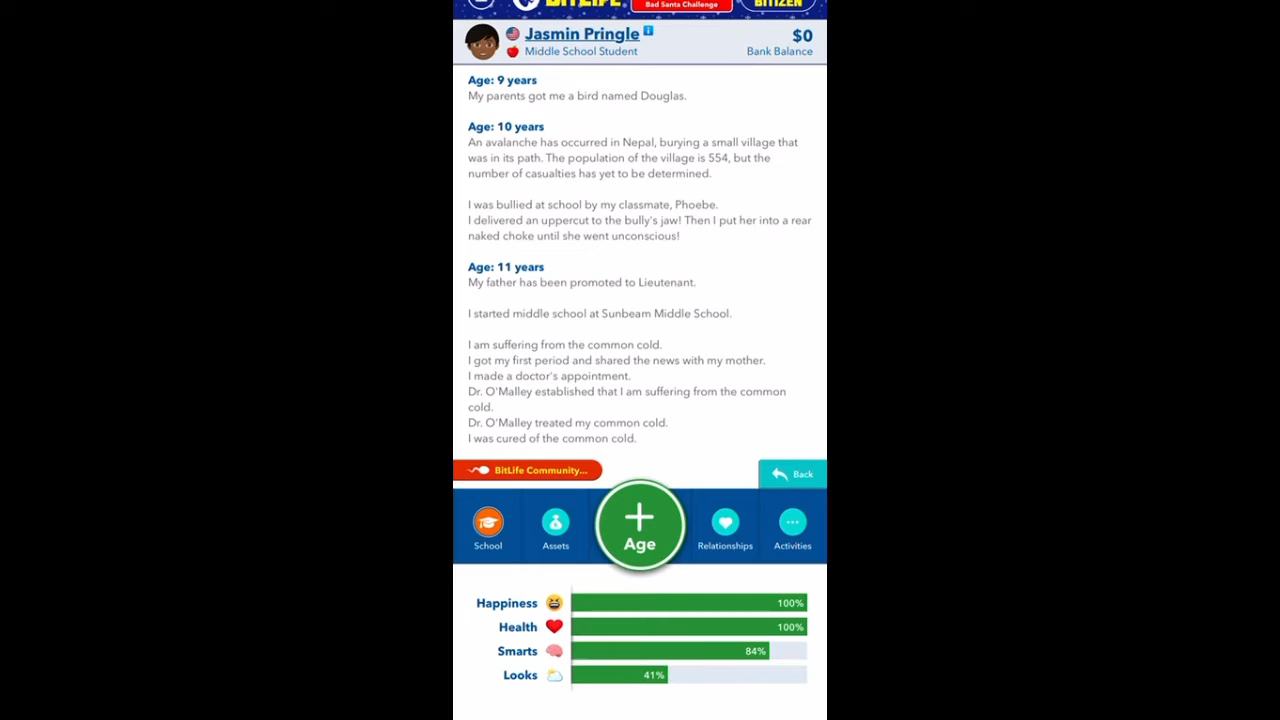 BITLIFE
Bad Santa Challenge
BITIZEN
Jasmin Pringle
$0
Middle School Student
Bank Balance
Age: 9 years
My parents got me a bird named Douglas.
Age: 10 years
An avalanche has occurred in Nepal, burying a small village that
was in its path. The population of the village is 554, but the
number of casualties has yet to be determined.
I was bullied at school by my classmate, Phoebe.
I delivered an uppercut to the bully's jaw! Then I put her into a rear
naked choke until she went unconscious!
Age: 11 years
My father has been promoted to Lieutenant.
I started middle school at Sunbeam Middle School.
I am suffering from the common cold.
I got my first period and shared the news with my mother.
I made a doctor's appointment.
Dr. O'Malley established that I am suffering from the common
cold.
Dr. O'Malley treated my common cold.
I was cured of the common cold.
BitLife Community...
Back
School
Assets
Age
Relationships
Activities
Happiness 100%
Health 100%
Smarts 84%
Looks 41%